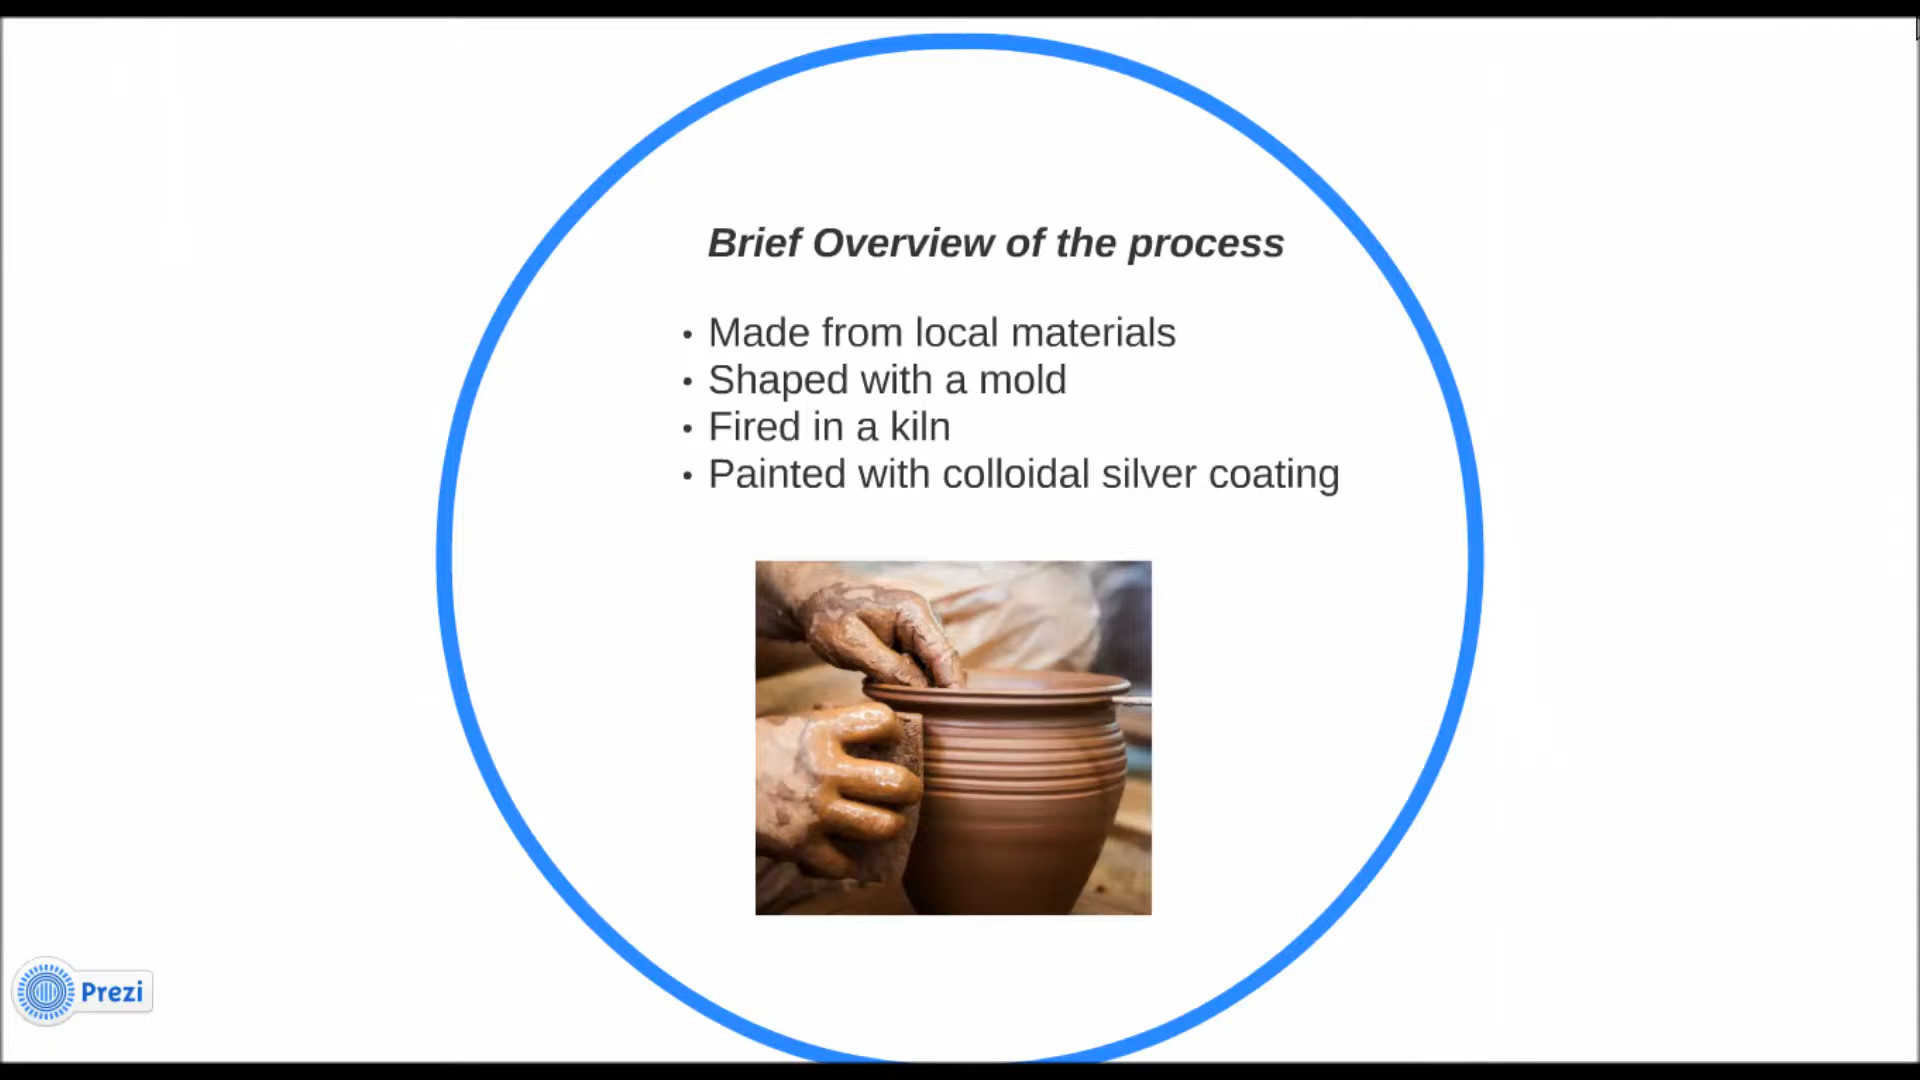 Brief Overview of the process
• Made from local materials
• Shaped with a mold
• Fired in a kiln
• Painted with colloidal silver coating
Prezi